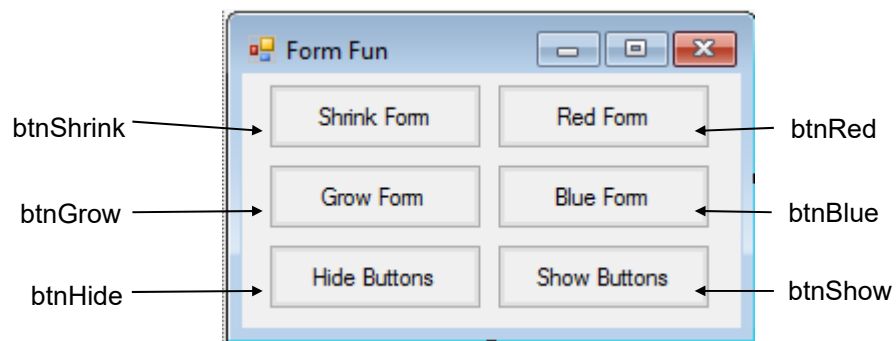 Form Fun
btnShrink
Shrink Form
Red Form
btnRed
btnGrow
Grow Form
Blue Form
btnBlue
btnHide
Hide Buttons
Show Buttons
btnShow